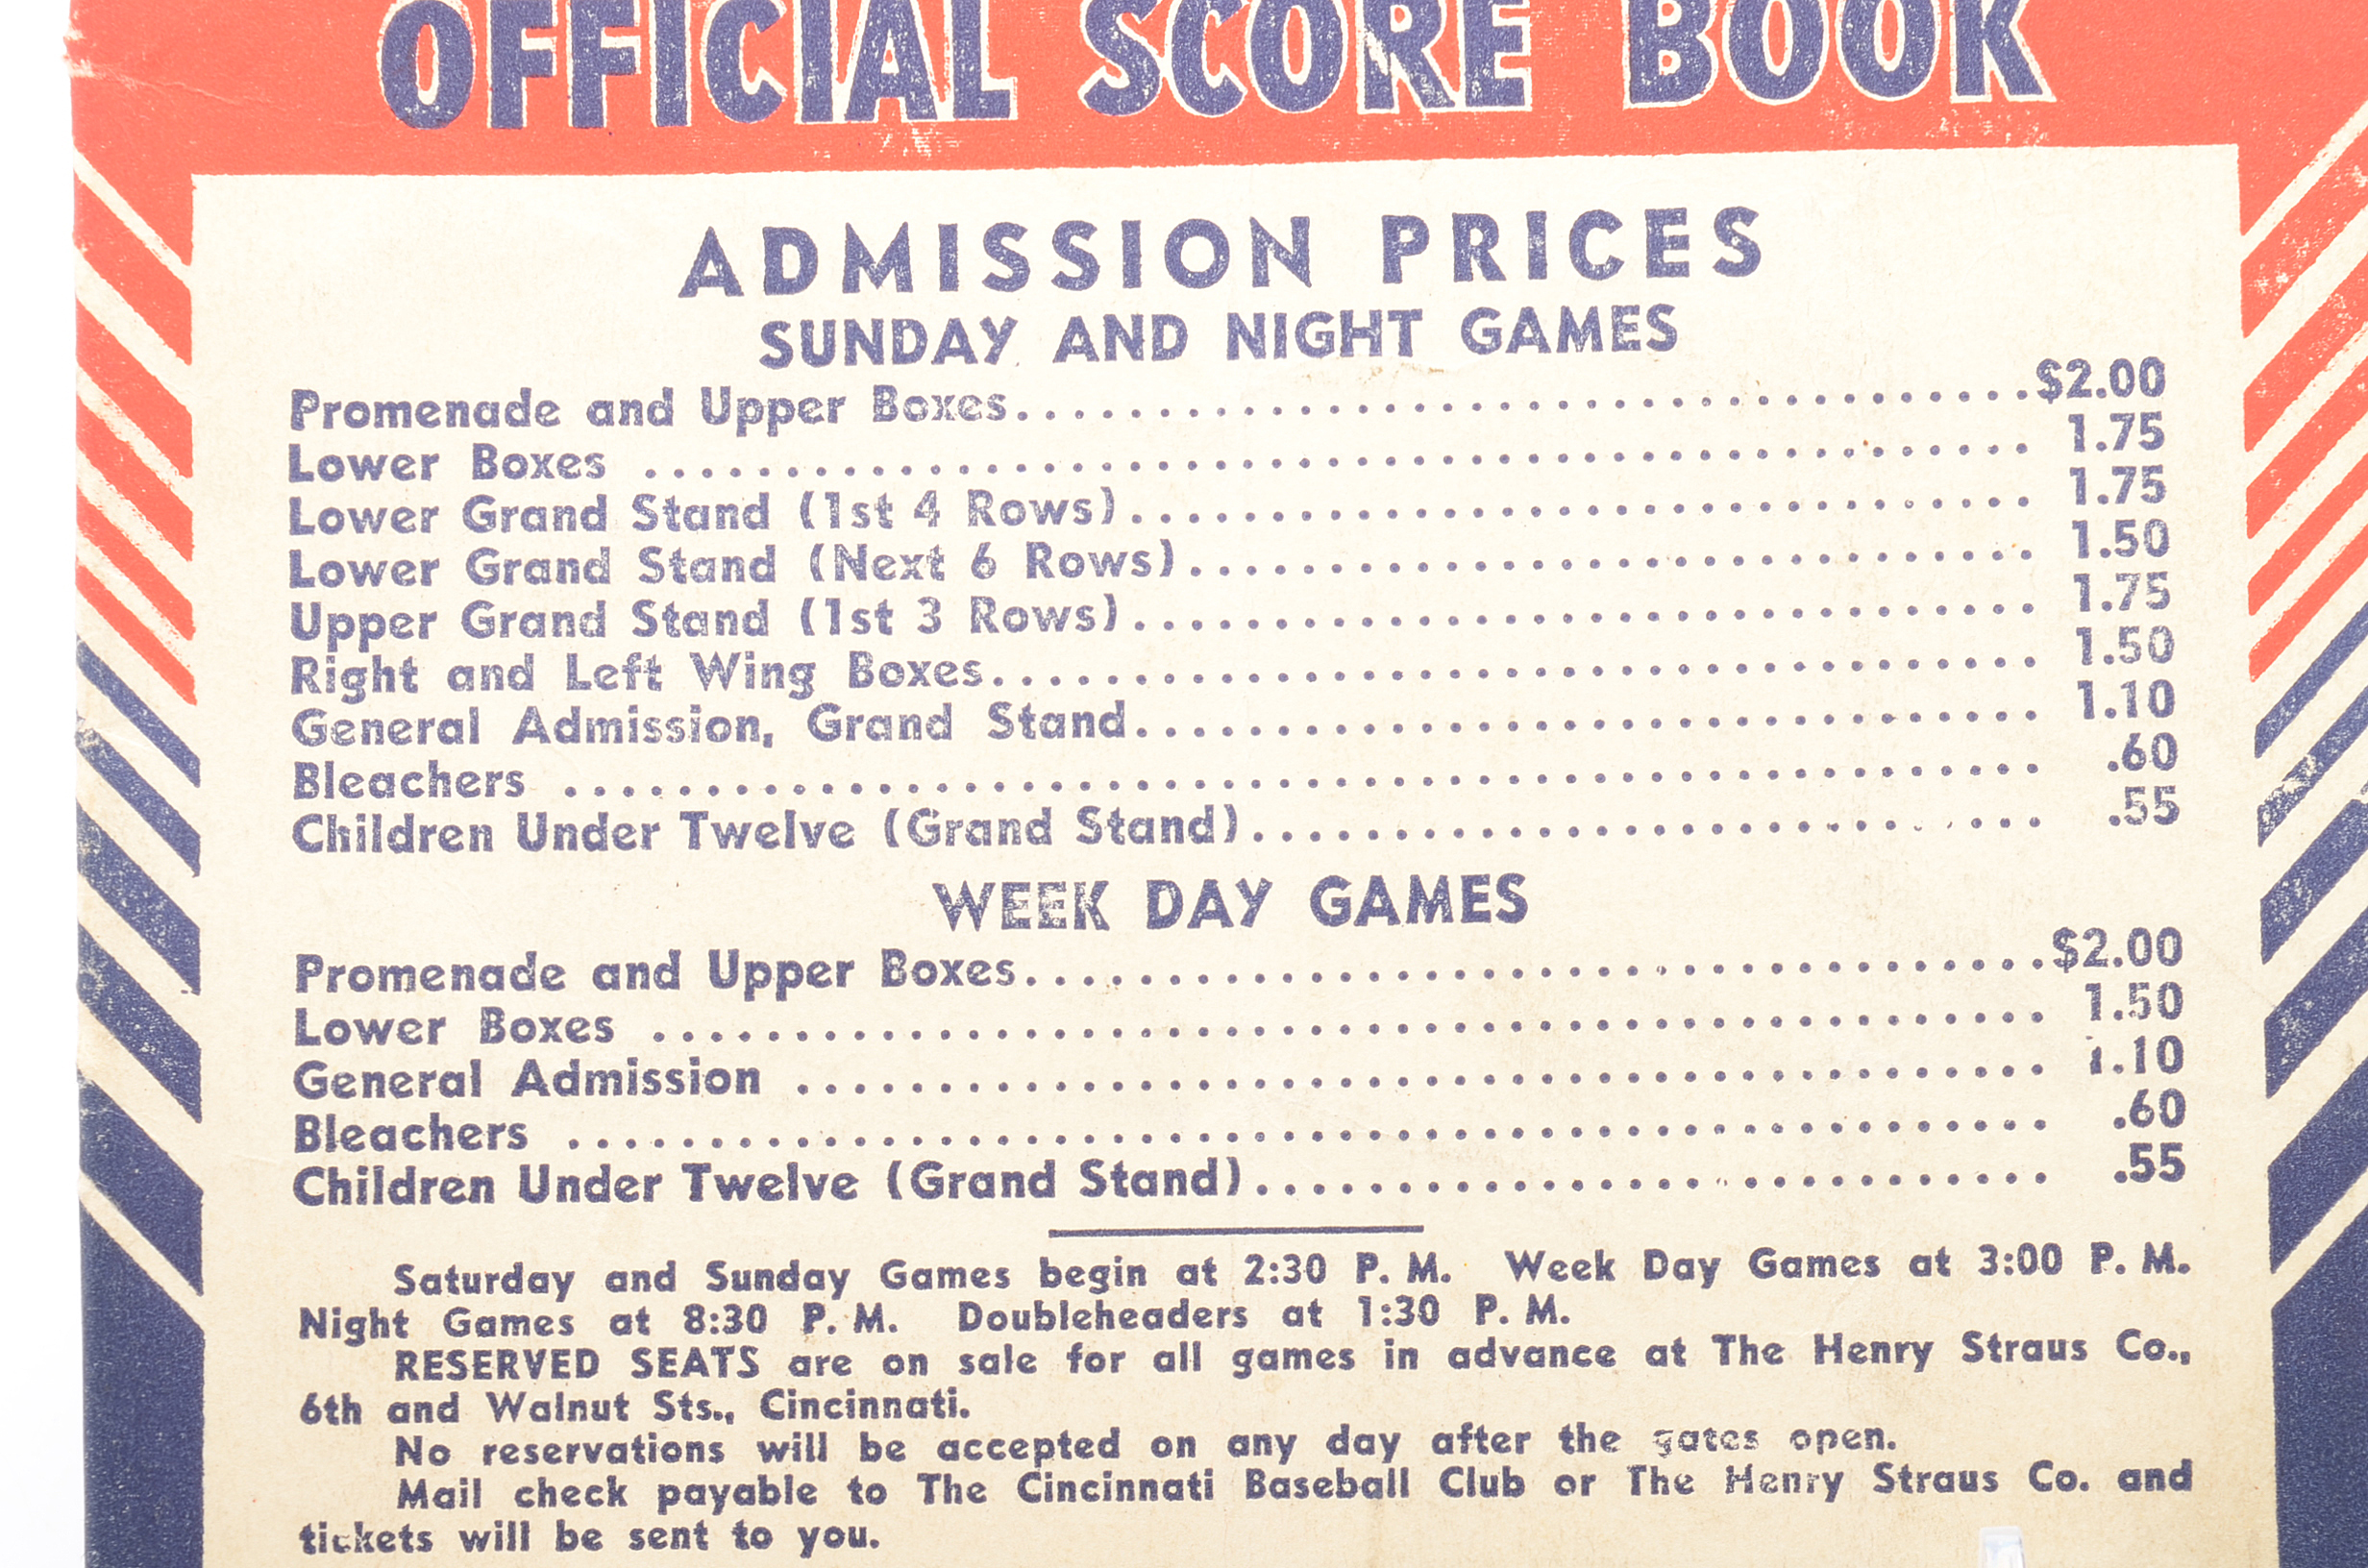 OFFICIAL SCORE BOOK
ADMISSION PRICES
SUNDAY AND NIGHT GAMES
Promenade and Upper Boxes....................................$2.00
Lower Boxes ................................................. 1.75
Lower Grand Stand (1st 4 Rows)................................ 1.75
Lower Grand Stand (Next 6 Rows).............................. 1.50
Upper Grand Stand (1st 3 Rows)................................ 1.75
Right and Left Wing Boxes..................................... 1.50
General Admission, Grand Stand................................ 1.10
Bleachers .................................................... .60
Children Under Twelve (Grand Stand)............................ .55
WEEK DAY GAMES
Promenade and Upper Boxes....................................$2.00
Lower Boxes ................................................. 1.50
General Admission ............................................ 1.10
Bleachers .................................................... .60
Children Under Twelve (Grand Stand)............................ .55
Saturday and Sunday Games begin at 2:30 P. M. Week Day Games at 3:00 P. M.
Night Games at 8:30 P. M. Doubleheaders at 1:30 P. M.
RESERVED SEATS are on sale for all games in advance at The Henry Straus Co.,
6th and Walnut Sts., Cincinnati.
No reservations will be accepted on any day after the gates open.
Mail check payable to The Cincinnati Baseball Club or The Henry Straus Co. and
tickets will be sent to you.